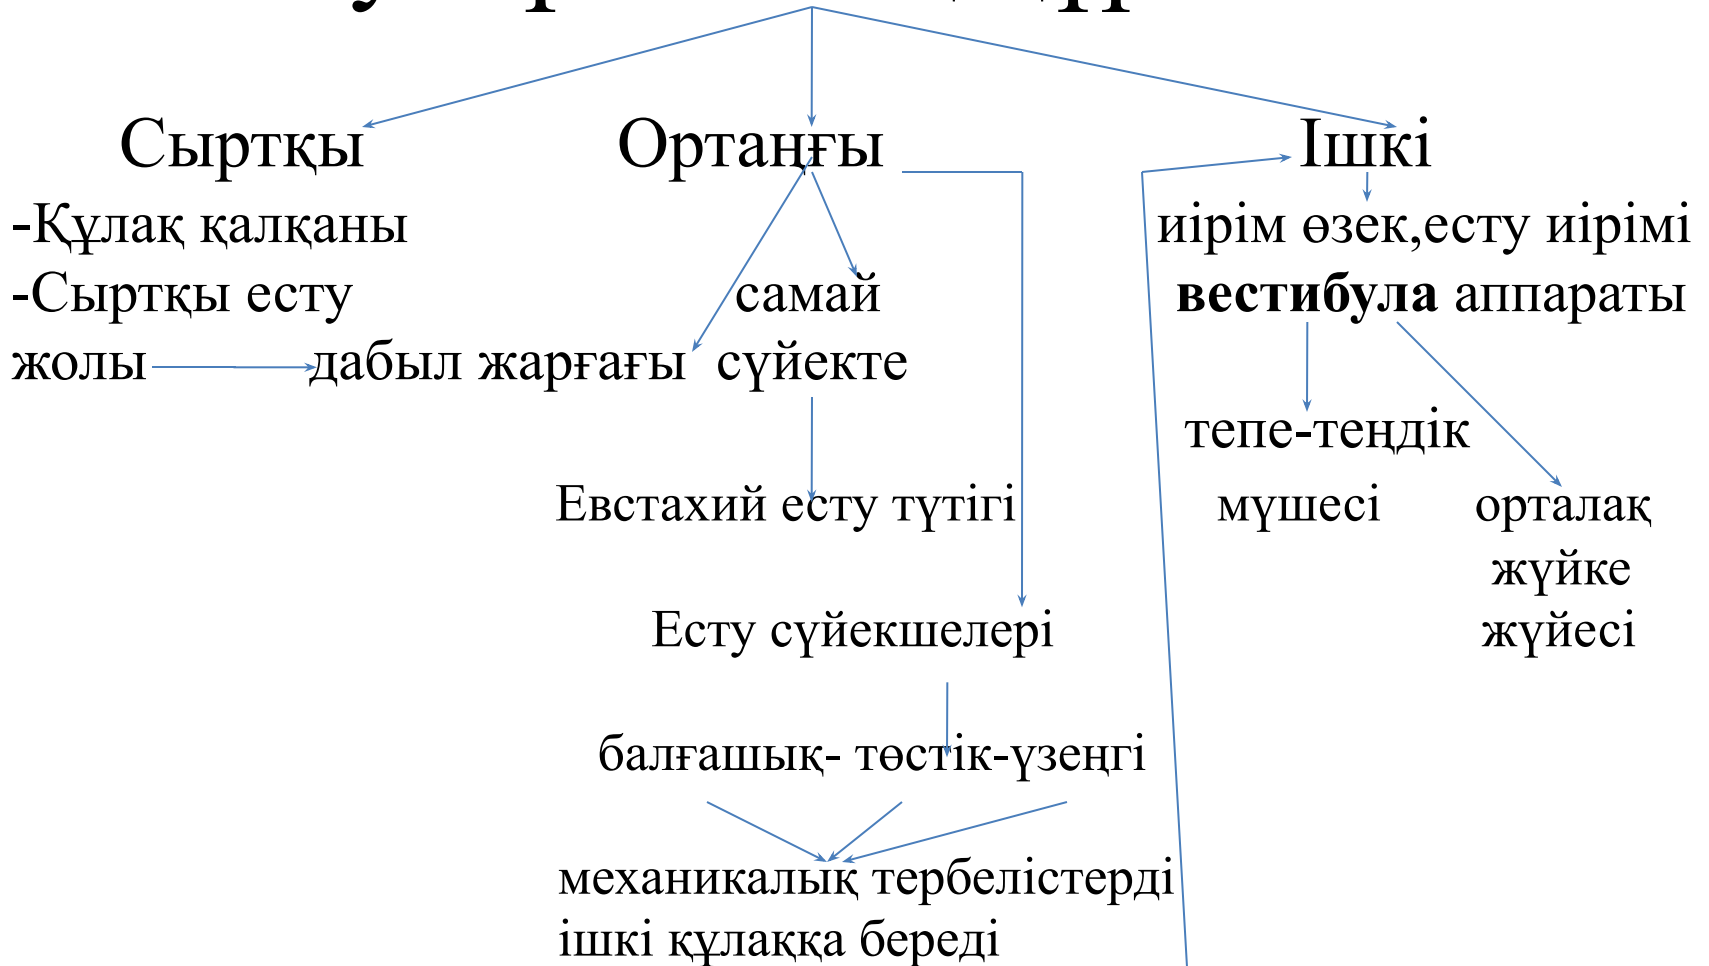 Сыртқы Ортаңғы Ішкі
-Құлақ қалқаны иірім өзек,есту иірімі
-Сыртқы есту самай вестибула аппараты
жолы дабыл жарғағы сүйекте
тепе-теңдік
Евстахий есту түтігі мүшесі орталақ
жүйке
Есту сүйекшелері жүйесі
балғашық- төстік-үзеңгі
механикалық тербелістерді
ішкі құлаққа береді